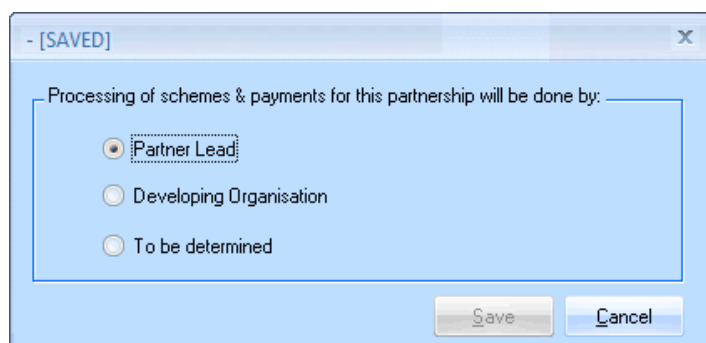 - [SAVED]
Processing of schemes & payments for this partnership will be done by:
Partner Lead
Developing Organisation
To be determined
Save
Cancel